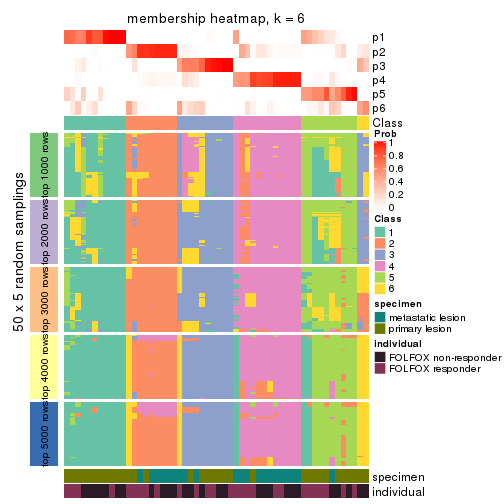 membership heatmap, k = 6
p1
p2
p3
p4
p5
p6
Class
50 x 5 random samplings
top 1000 rows
top 2000 rows
top 3000 rows
top 4000 rows
top 5000 rows
Prob
1
0.8
0.6
0.4
0.2
0
Class
1
2
3
4
5
6
specimen
metastatic lesion
primary lesion
individual
FOLFOX non-responder
FOLFOX responder
specimen
individual